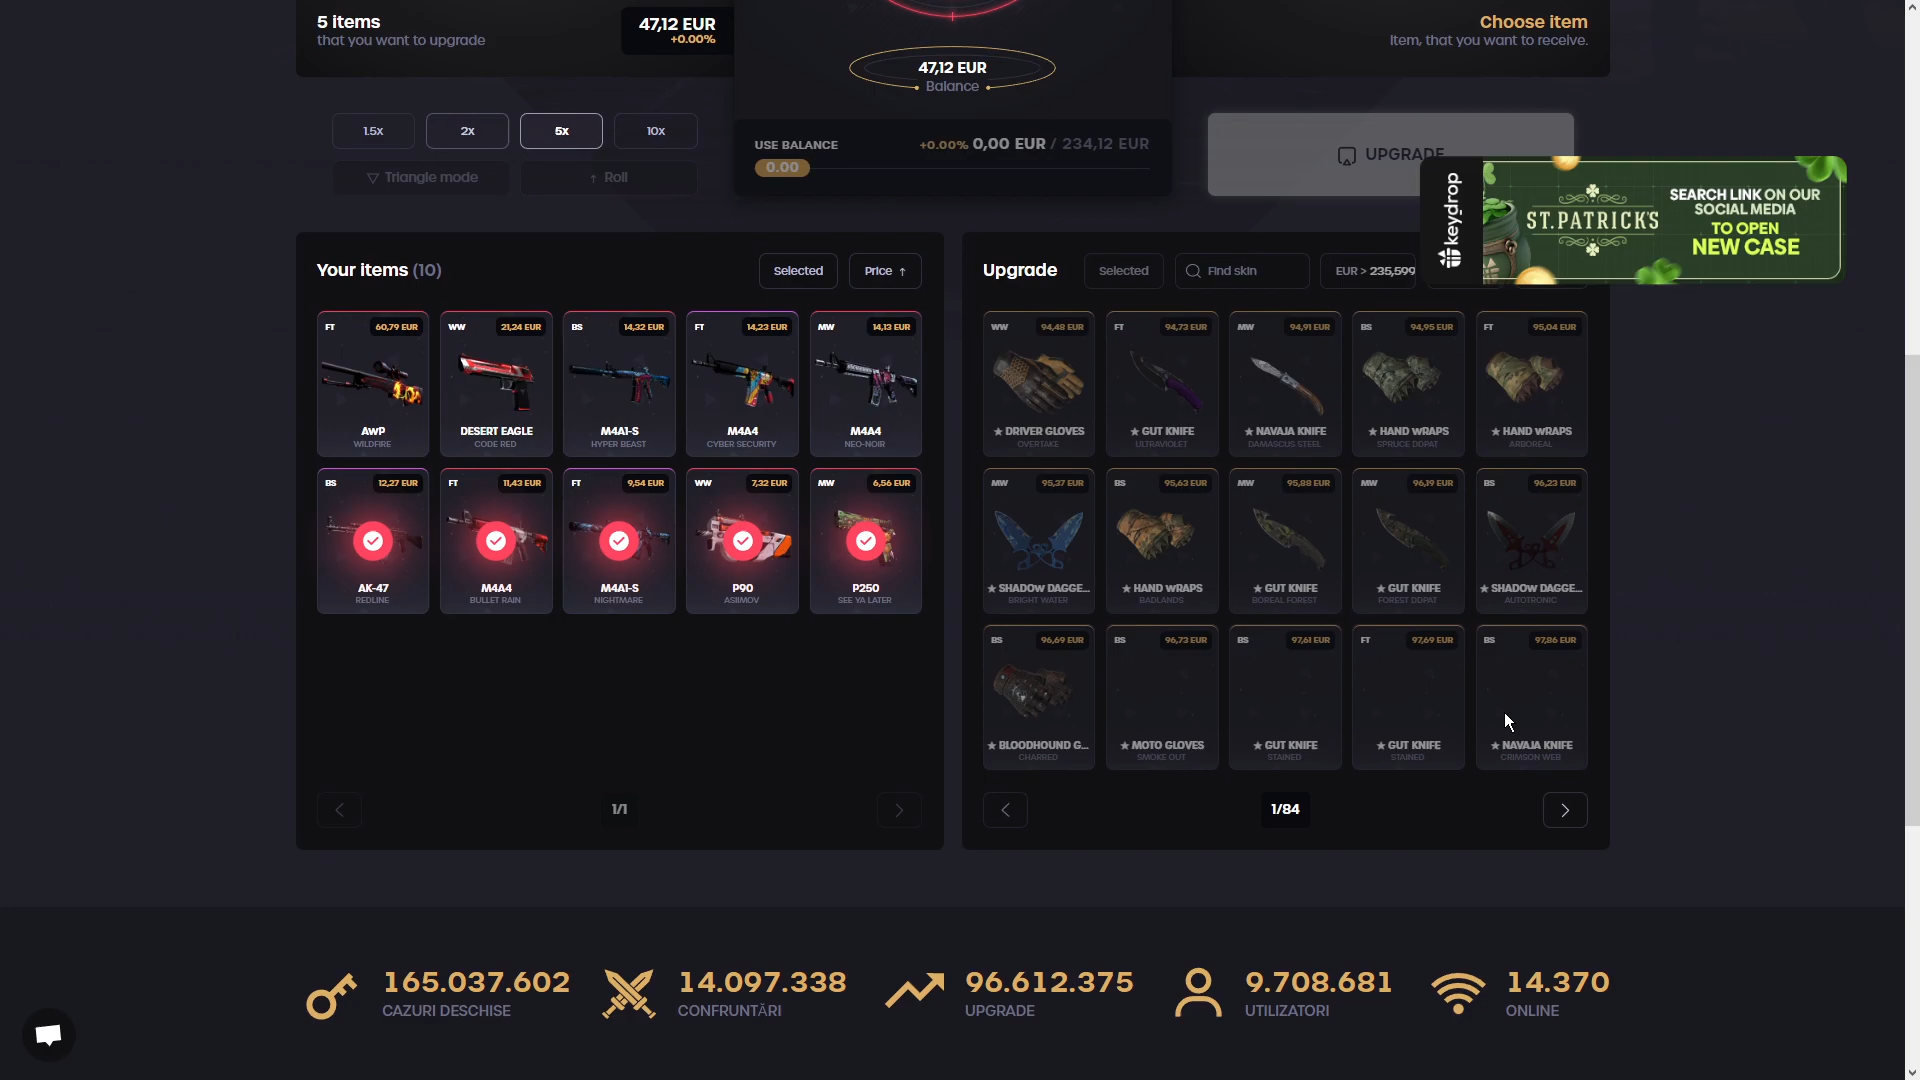 5 items
that you want to upgrade
47,12 EUR
+0.00%
47,12 EUR
Balance
Choose item
Item, that you want to receive.
1.5x
2x
5x
10x
Triangle mode
Roll
USE BALANCE
+0.00% 0,00 EUR / 234,12 EUR
0.00
UPGRADE
keydrop
ST. PATRICK'S
SEARCH LINK ON OUR
SOCIAL MEDIA
TO OPEN
NEW CASE
Your items (10)
Selected
Price
FT 60,79 EUR
AWP
WILDFIRE
WW 21,24 EUR
DESERT EAGLE
CODE RED
BS 14,32 EUR
M4A1-S
HYPER BEAST
FT 14,23 EUR
M4A4
CYBER SECURITY
MW 14,13 EUR
M4A4
NEO-NOIR
BS 12,27 EUR
AK-47
REDLINE
FT 11,43 EUR
M4A4
BULLET RAIN
FT 9,54 EUR
M4A1-S
NIGHTMARE
WW 7,32 EUR
P90
ASIIMOV
MW 6,56 EUR
P250
SEE YA LATER
1/1
Upgrade
Selected
Find skin
EUR > 235,599
WW 94,48 EUR
★ DRIVER GLOVES
OVERTAKE
FT 94,73 EUR
★ GUT KNIFE
ULTRAVIOLET
MW 94,91 EUR
★ NAVAJA KNIFE
DAMASCUS STEEL
BS 94,95 EUR
★ HAND WRAPS
SPRUCE DDPAT
FT 95,04 EUR
★ HAND WRAPS
ARBOREAL
MW 95,37 EUR
★ SHADOW DAGGE...
BRIGHT WATER
BS 95,63 EUR
★ HAND WRAPS
BADLANDS
MW 95,88 EUR
★ GUT KNIFE
BOREAL FOREST
MW 96,19 EUR
★ GUT KNIFE
FOREST DDPAT
BS 96,23 EUR
★ SHADOW DAGGE...
AUTOTRONIC
BS 96,69 EUR
★ BLOODHOUND G...
CHARRED
BS 96,73 EUR
★ MOTO GLOVES
SMOKE OUT
BS 97,61 EUR
★ GUT KNIFE
STAINED
FT 97,69 EUR
★ GUT KNIFE
STAINED
BS 97,86 EUR
★ NAVAJA KNIFE
CRIMSON WEB
1/84
165.037.602
CAZURI DESCHISE
14.097.338
CONFRUNTĂRI
96.612.375
UPGRADE
9.708.681
UTILIZATORI
14.370
ONLINE